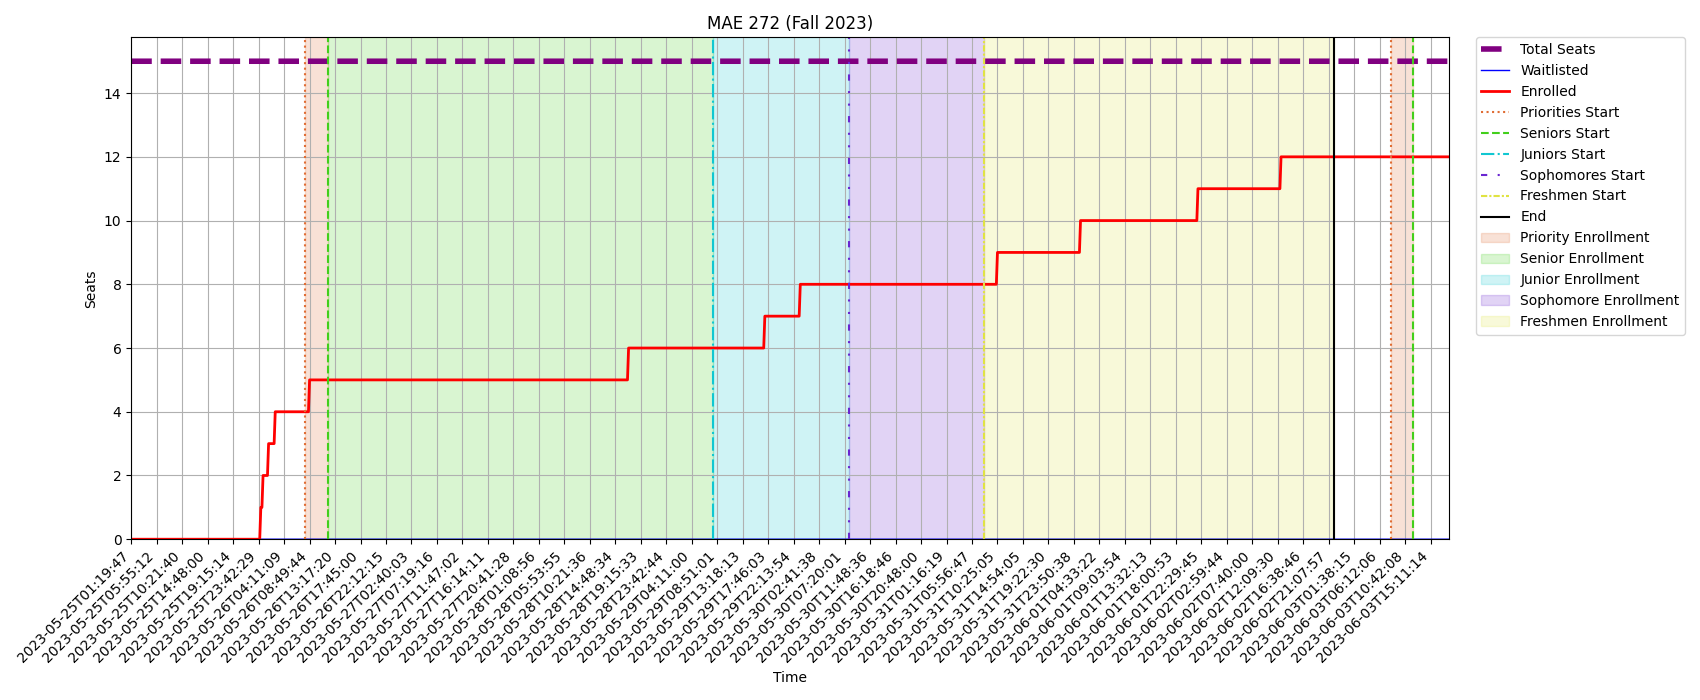 MAE 272 (Fall 2023)
Total Seats
Waitlisted
Enrolled
Priorities Start
Seniors Start
Juniors Start
Sophomores Start
Freshmen Start
End
Priority Enrollment
Senior Enrollment
Junior Enrollment
Sophomore Enrollment
Freshmen Enrollment
Seats
14
12
10
8
6
4
2
0
2023-05-25T01:19:47
2023-05-25T05:55:12
2023-05-25T10:21:40
2023-05-25T14:48:00
2023-05-25T19:15:14
2023-05-25T23:42:29
2023-05-26T04:11:09
2023-05-26T08:49:44
2023-05-26T13:17:20
2023-05-26T17:45:00
2023-05-26T22:12:15
2023-05-27T02:40:03
2023-05-27T07:19:16
2023-05-27T11:47:02
2023-05-27T16:14:11
2023-05-27T20:41:28
2023-05-28T01:08:56
2023-05-28T05:53:55
2023-05-28T10:21:36
2023-05-28T14:48:34
2023-05-28T19:15:33
2023-05-28T23:42:44
2023-05-29T04:11:00
2023-05-29T08:51:01
2023-05-29T13:18:13
2023-05-29T17:46:03
2023-05-29T22:13:54
2023-05-30T02:41:38
2023-05-30T07:20:01
2023-05-30T11:48:36
2023-05-30T16:18:46
2023-05-30T20:48:00
2023-05-31T01:16:19
2023-05-31T05:56:47
2023-05-31T10:25:05
2023-05-31T14:54:05
2023-05-31T19:22:30
2023-05-31T23:50:38
2023-06-01T04:33:22
2023-06-01T09:03:54
2023-06-01T13:32:13
2023-06-01T18:00:53
2023-06-01T22:29:45
2023-06-02T02:59:44
2023-06-02T07:40:00
2023-06-02T12:09:30
2023-06-02T16:38:46
2023-06-02T21:07:57
2023-06-03T01:38:15
2023-06-03T06:12:06
2023-06-03T10:42:08
2023-06-03T15:11:14
Time